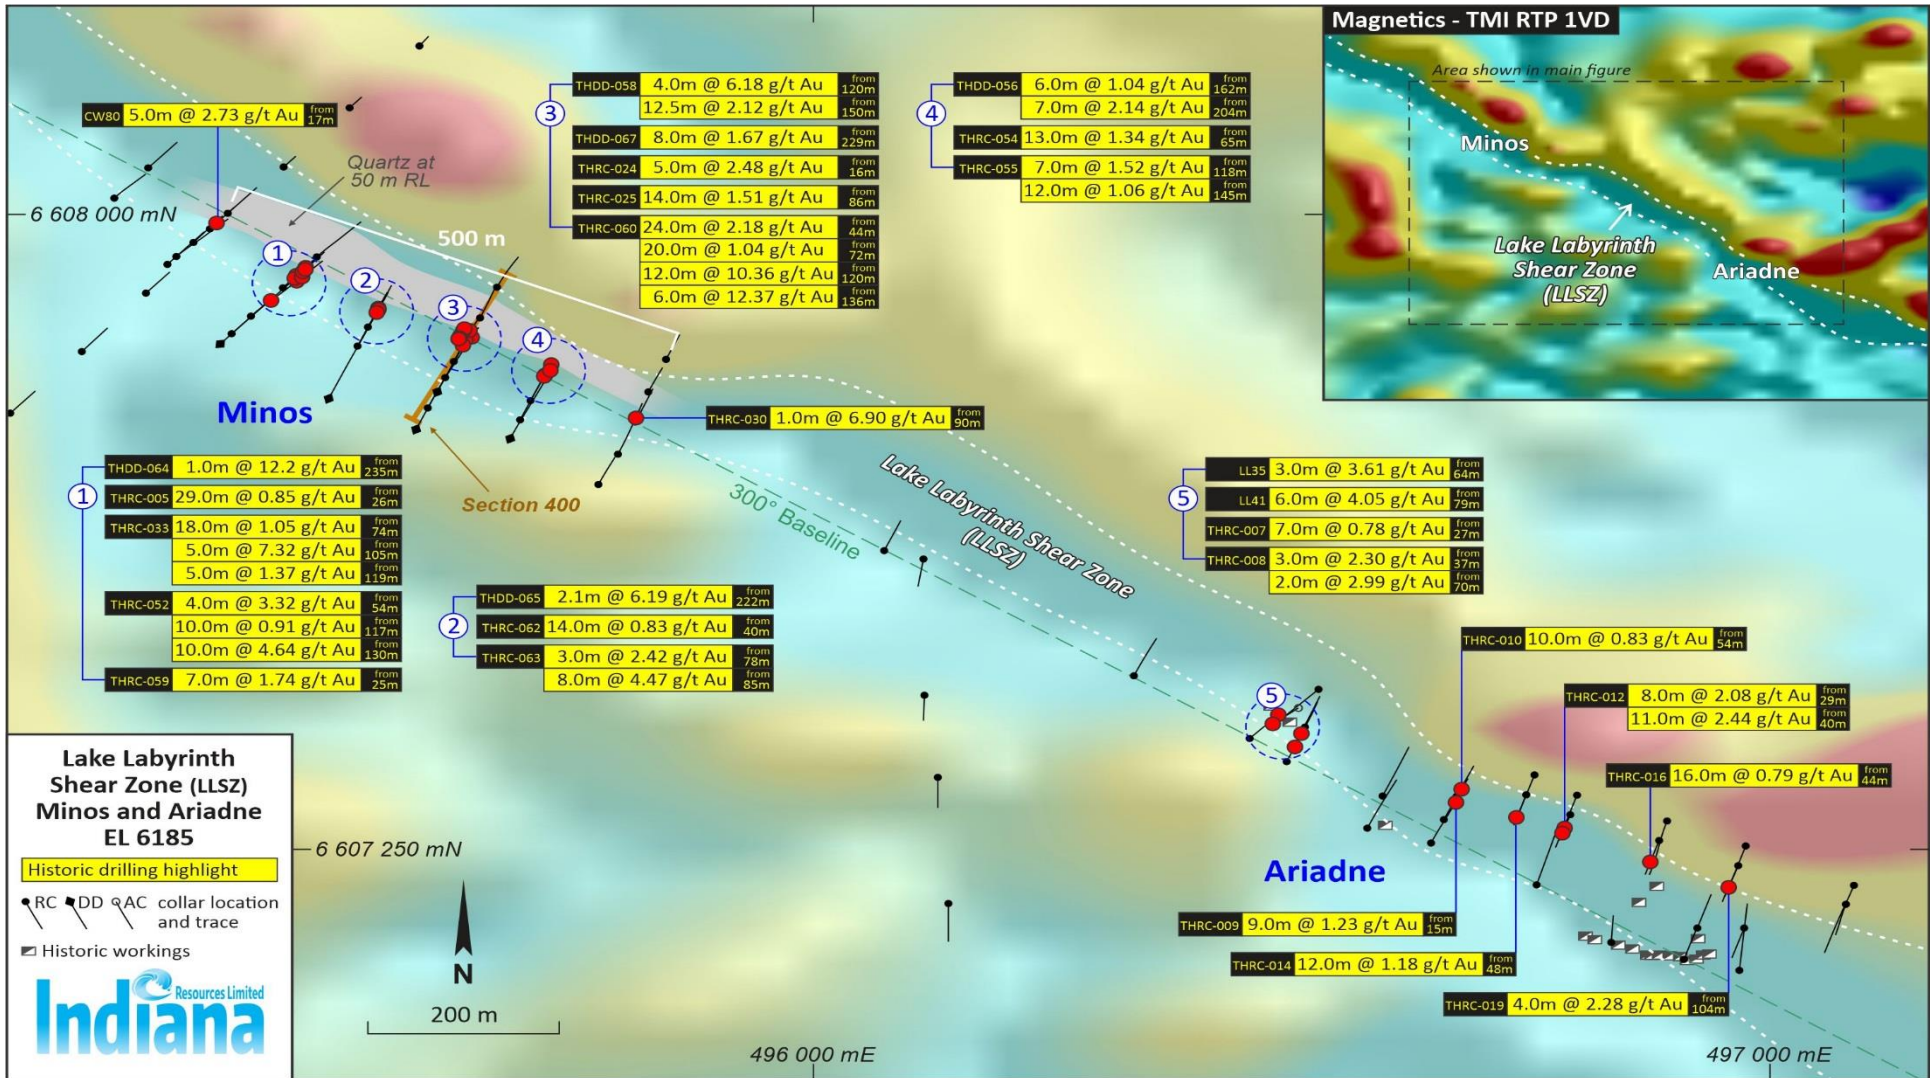 Magnetics - TMI RTP 1VD
Area shown in main figure
Minos
Lake Labyrinth
Shear Zone
(LLSZ)
Ariadne
CW80 5.0m @ 2.73 g/t Au from 17m
Quartz at
50 m RL
6 608 000 mN
500 m
3
THDD-058 4.0m @ 6.18 g/t Au from 120m
12.5m @ 2.12 g/t Au from 150m
THDD-067 8.0m @ 1.67 g/t Au from 229m
THRC-024 5.0m @ 2.48 g/t Au from 16m
THRC-025 14.0m @ 1.51 g/t Au from 86m
THRC-060 24.0m @ 2.18 g/t Au from 44m
20.0m @ 1.04 g/t Au from 72m
12.0m @ 10.36 g/t Au from 120m
6.0m @ 12.37 g/t Au from 136m
4
THDD-056 6.0m @ 1.04 g/t Au from 162m
7.0m @ 2.14 g/t Au from 204m
THRC-054 13.0m @ 1.34 g/t Au from 65m
THRC-055 7.0m @ 1.52 g/t Au from 118m
12.0m @ 1.06 g/t Au from 145m
1
2
3
4
Minos
THRC-030 1.0m @ 6.90 g/t Au from 90m
Section 400
300° Baseline
Lake Labyrinth Shear Zone
(LLSZ)
1
THDD-064 1.0m @ 12.2 g/t Au from 235m
THRC-005 29.0m @ 0.85 g/t Au from 26m
THRC-033 18.0m @ 1.05 g/t Au from 74m
5.0m @ 7.32 g/t Au from 105m
5.0m @ 1.37 g/t Au from 119m
THRC-052 4.0m @ 3.32 g/t Au from 54m
10.0m @ 0.91 g/t Au from 117m
10.0m @ 4.64 g/t Au from 130m
THRC-059 7.0m @ 1.74 g/t Au from 25m
2
THDD-065 2.1m @ 6.19 g/t Au from 222m
THRC-062 14.0m @ 0.83 g/t Au from 40m
THRC-063 3.0m @ 2.42 g/t Au from 78m
8.0m @ 4.47 g/t Au from 85m
5
LL35 3.0m @ 3.61 g/t Au from 64m
LL41 6.0m @ 4.05 g/t Au from 79m
THRC-007 7.0m @ 0.78 g/t Au from 27m
THRC-008 3.0m @ 2.30 g/t Au from 37m
2.0m @ 2.99 g/t Au from 70m
5
THRC-010 10.0m @ 0.83 g/t Au from 54m
THRC-012 8.0m @ 2.08 g/t Au from 29m
11.0m @ 2.44 g/t Au from 40m
THRC-016 16.0m @ 0.79 g/t Au from 44m
Ariadne
THRC-009 9.0m @ 1.23 g/t Au from 15m
THRC-014 12.0m @ 1.18 g/t Au from 48m
THRC-019 4.0m @ 2.28 g/t Au from 104m
6 607 250 mN
Lake Labyrinth
Shear Zone (LLSZ)
Minos and Ariadne
EL 6185
Historic drilling highlight
RC DD AC collar location
and trace
Historic workings
Indiana Resources Limited
N
200 m
496 000 mE
497 000 mE